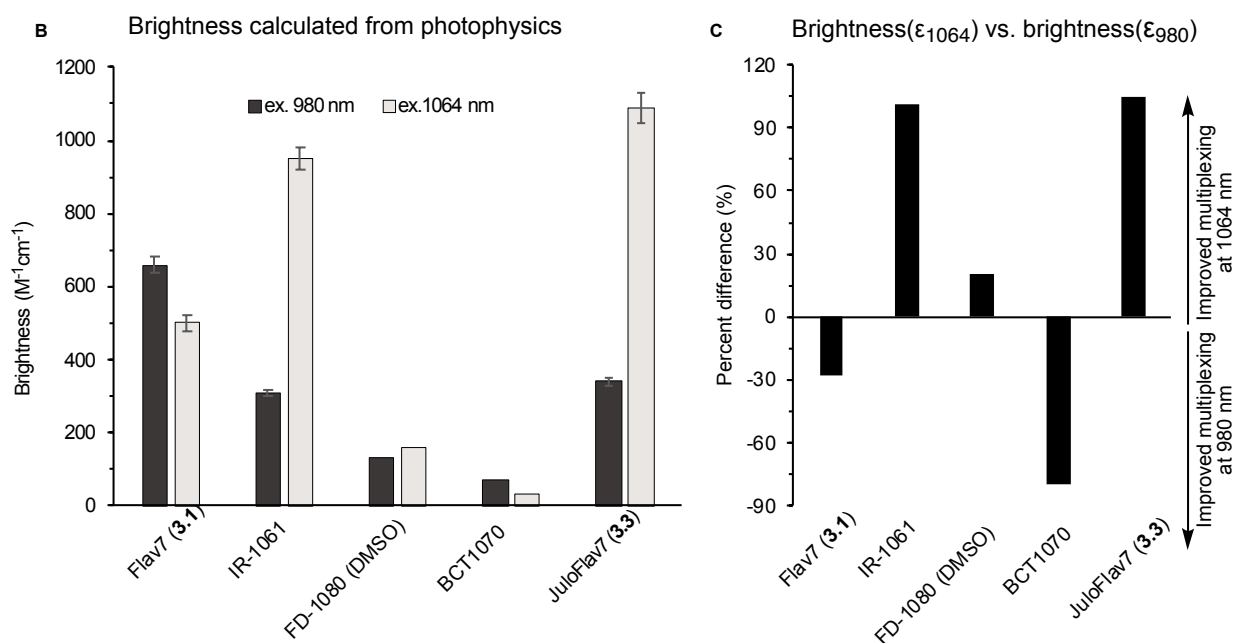 B
Brightness calculated from photophysics
Brightness (M⁻¹cm⁻¹)
1200
1000
800
600
400
200
0
ex. 980 nm
ex.1064 nm
Flav7 (3.1)
IR-1061
FD-1080 (DMSO)
BCT1070
JuloFlav7 (3.3)
C
Brightness(ε₁₀₆₄) vs. brightness(ε₉₈₀)
Percent difference (%)
120
90
60
30
0
-30
-60
-90
Flav7 (3.1)
IR-1061
FD-1080 (DMSO)
BCT1070
JuloFlav7 (3.3)
Improved multiplexing
at 1064 nm
Improved multiplexing
at 980 nm